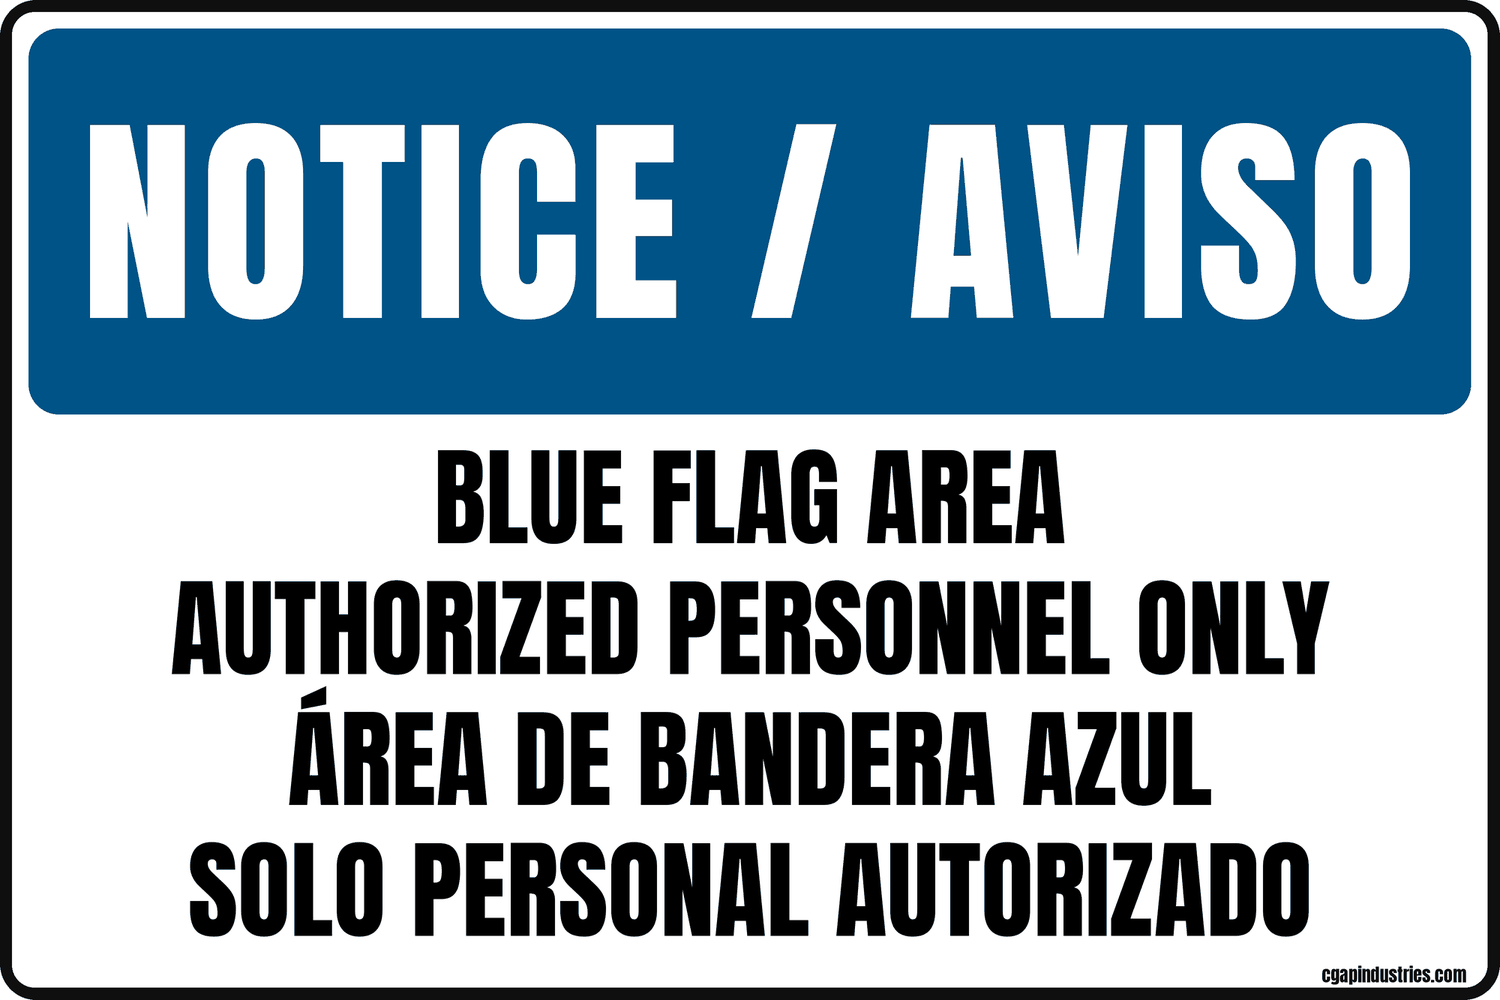 NOTICE / AVISO
BLUE FLAG AREA
AUTHORIZED PERSONNEL ONLY
ÁREA DE BANDERA AZUL
SOLO PERSONAL AUTORIZADO
cgapindustries.com